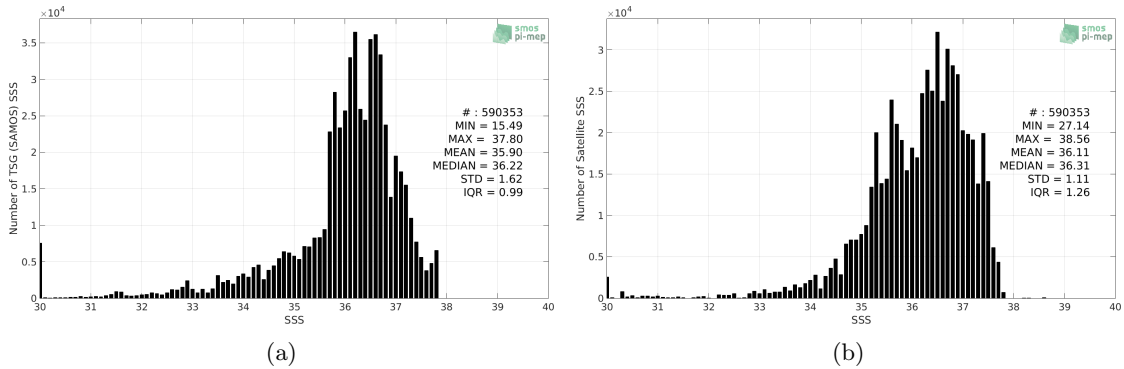 ×10⁴
3.5
3
2.5
2
1.5
1
0.5
0
Number of TSG (SAMOS) SSS
30 31 32 33 34 35 36 37 38 39 40
SSS
smos
pi-mep
# : 590353
MIN = 15.49
MAX = 37.80
MEAN = 35.90
MEDIAN = 36.22
STD = 1.62
IQR = 0.99
(a)
×10⁴
3
2.5
2
1.5
1
0.5
0
Number of Satellite SSS
30 31 32 33 34 35 36 37 38 39 40
SSS
smos
pi-mep
# : 590353
MIN = 27.14
MAX = 38.56
MEAN = 36.11
MEDIAN = 36.31
STD = 1.11
IQR = 1.26
(b)